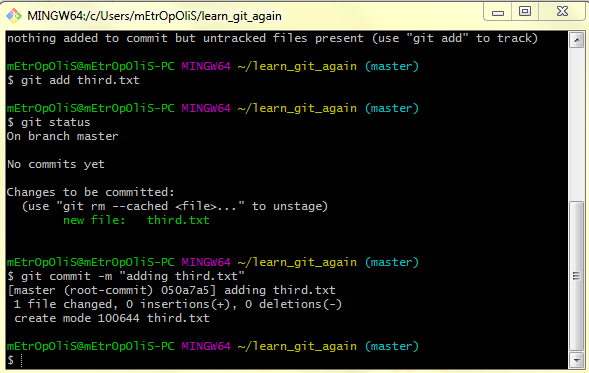 MINGW64:/c/Users/mEtrOpOliS/learn_git_again
nothing added to commit but untracked files present (use "git add" to track)
mEtrOpOliS@mEtrOpOliS-PC MINGW64 ~/learn_git_again (master)
$ git add third.txt
mEtrOpOliS@mEtrOpOliS-PC MINGW64 ~/learn_git_again (master)
$ git status
On branch master
No commits yet
Changes to be committed:
  (use "git rm --cached <file>..." to unstage)
        new file:   third.txt
mEtrOpOliS@mEtrOpOliS-PC MINGW64 ~/learn_git_again (master)
$ git commit -m "adding third.txt"
[master (root-commit) 050a7a5] adding third.txt
 1 file changed, 0 insertions(+), 0 deletions(-)
 create mode 100644 third.txt
mEtrOpOliS@mEtrOpOliS-PC MINGW64 ~/learn_git_again (master)
$